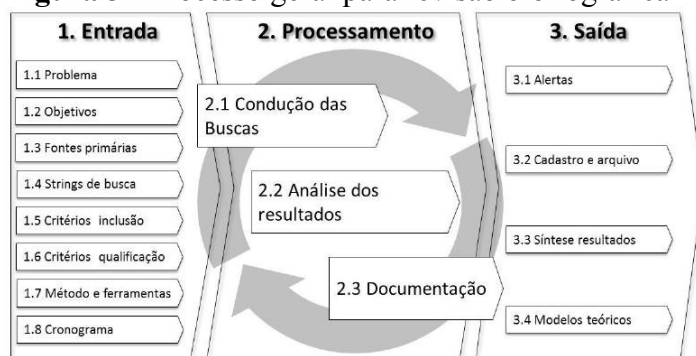 1. Entrada
1.1 Problema
1.2 Objetivos
1.3 Fontes primárias
1.4 Strings de busca
1.5 Critérios inclusão
1.6 Critérios qualificação
1.7 Método e ferramentas
1.8 Cronograma
2. Processamento
2.1 Condução das
Buscas
2.2 Análise dos
resultados
2.3 Documentação
3. Saída
3.1 Alertas
3.2 Cadastro e arquivo
3.3 Síntese resultados
3.4 Modelos teóricos